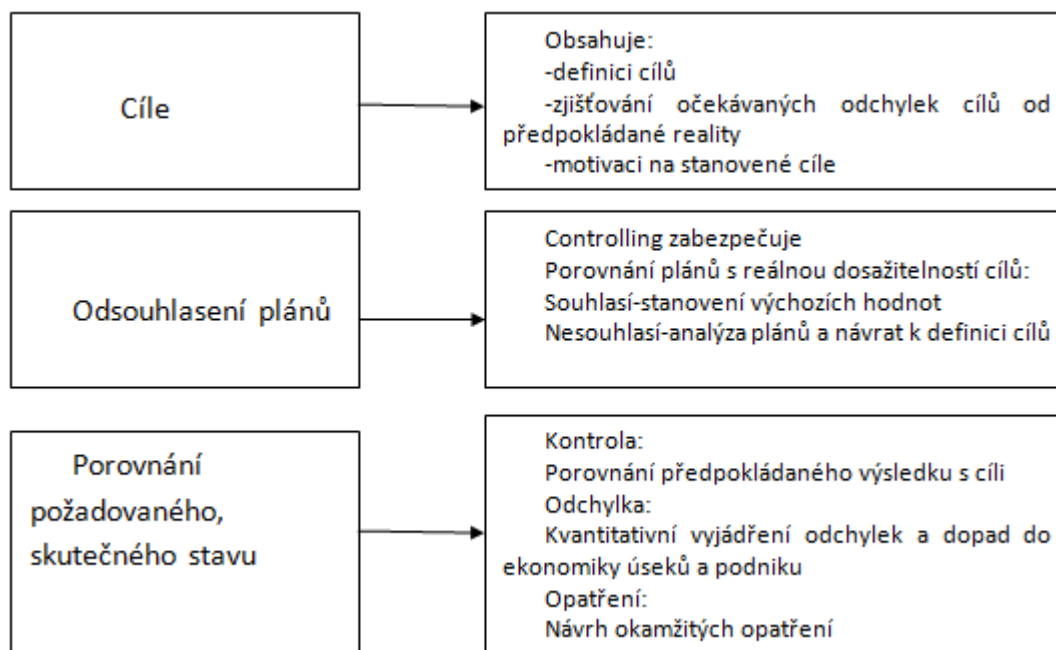 Cíle
Obsahuje:
-definici cílů
-zjišťování očekávaných odchylek cílů od
předpokládané reality
-motivaci na stanovené cíle
Odsouhlasení plánů
Controlling zabezpečuje
Porovnání plánů s reálnou dosažitelností cílů:
Souhlasí-stanovení výchozích hodnot
Nesouhlasí-analýza plánů a návrat k definici cílů
Porovnání
požadovaného,
skutečného stavu
Kontrola:
Porovnání předpokládaného výsledku s cíli
Odchylka:
Kvantitativní vyjádření odchylek a dopad do
ekonomiky úseků a podniku
Opatření:
Návrh okamžitých opatření